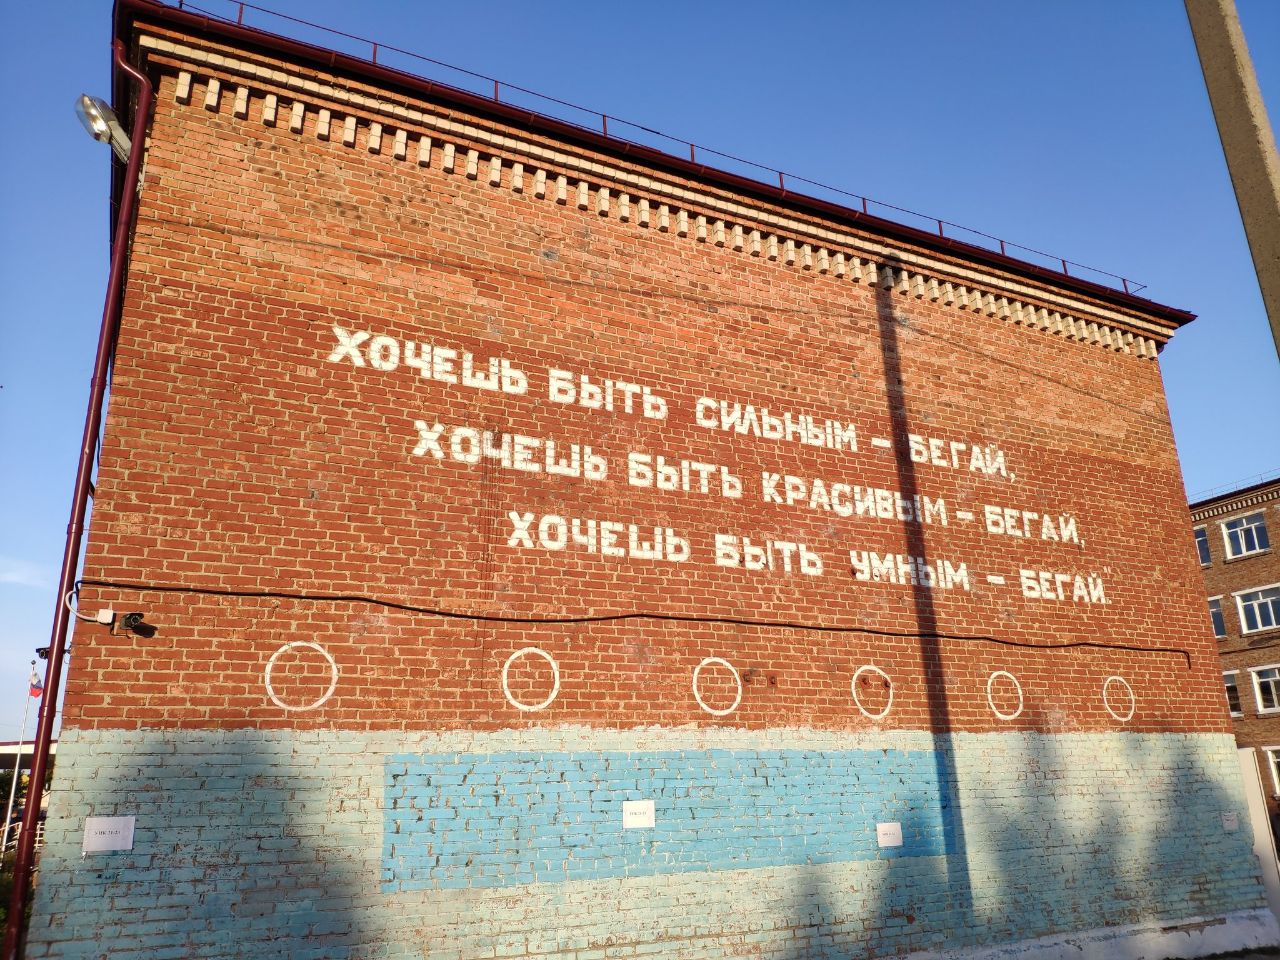 ХОЧЕШЬ БЫТЬ СИЛЬНЫМ – БЕГАЙ,
ХОЧЕШЬ БЫТЬ КРАСИВЫМ – БЕГАЙ,
ХОЧЕШЬ БЫТЬ УМНЫМ – БЕГАЙ"